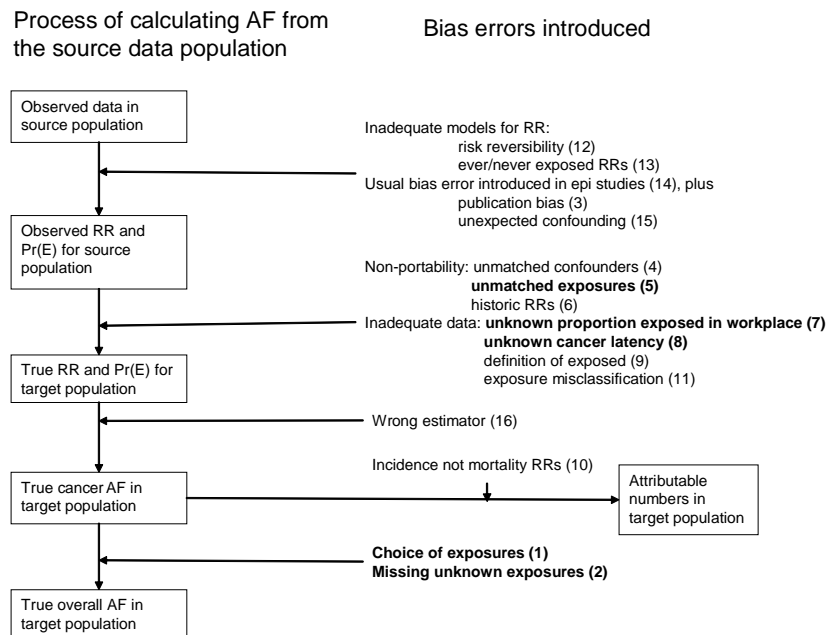 Process of calculating AF from
the source data population
Bias errors introduced
Observed data in
source population
Inadequate models for RR:
risk reversibility (12)
ever/never exposed RRs (13)
Usual bias error introduced in epi studies (14), plus
publication bias (3)
unexpected confounding (15)
Observed RR and
Pr(E) for source
population
Non-portability: unmatched confounders (4)
unmatched exposures (5)
historic RRs (6)
Inadequate data: unknown proportion exposed in workplace (7)
unknown cancer latency (8)
definition of exposed (9)
exposure misclassification (11)
True RR and Pr(E) for
target population
Wrong estimator (16)
Incidence not mortality RRs (10)
True cancer AF in
target population
Attributable
numbers in
target population
Choice of exposures (1)
Missing unknown exposures (2)
True overall AF in
target population